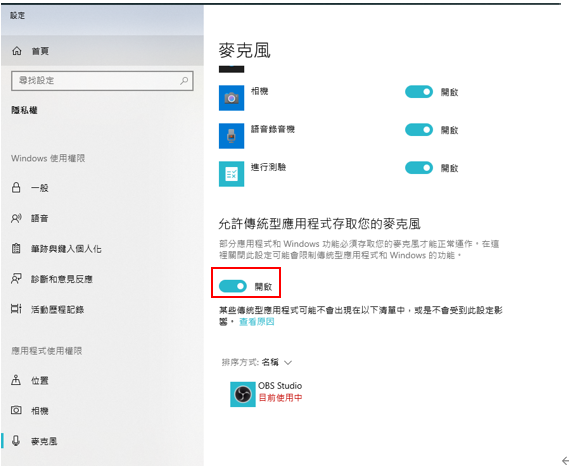 設定
首頁
尋找設定
隱私權
Windows 使用權限
一般
語音
筆跡與鍵入個人化
診斷和意見反應
活動歷程記錄
應用程式使用權限
位置
相機
麥克風
麥克風
相機
開啟
語音錄音機
開啟
進行測驗
開啟
允許傳統型應用程式存取您的麥克風
部分應用程式和 Windows 功能必須存取您的麥克風才能正常運作。在這
裡關閉此設定可能會限制傳統型應用程式和 Windows 的功能。
開啟
某些傳統型應用程式可能不會出現在以下清單中，或是不會受到此設定影
響。 查看原因
排序方式: 名稱
OBS Studio
目前使用中